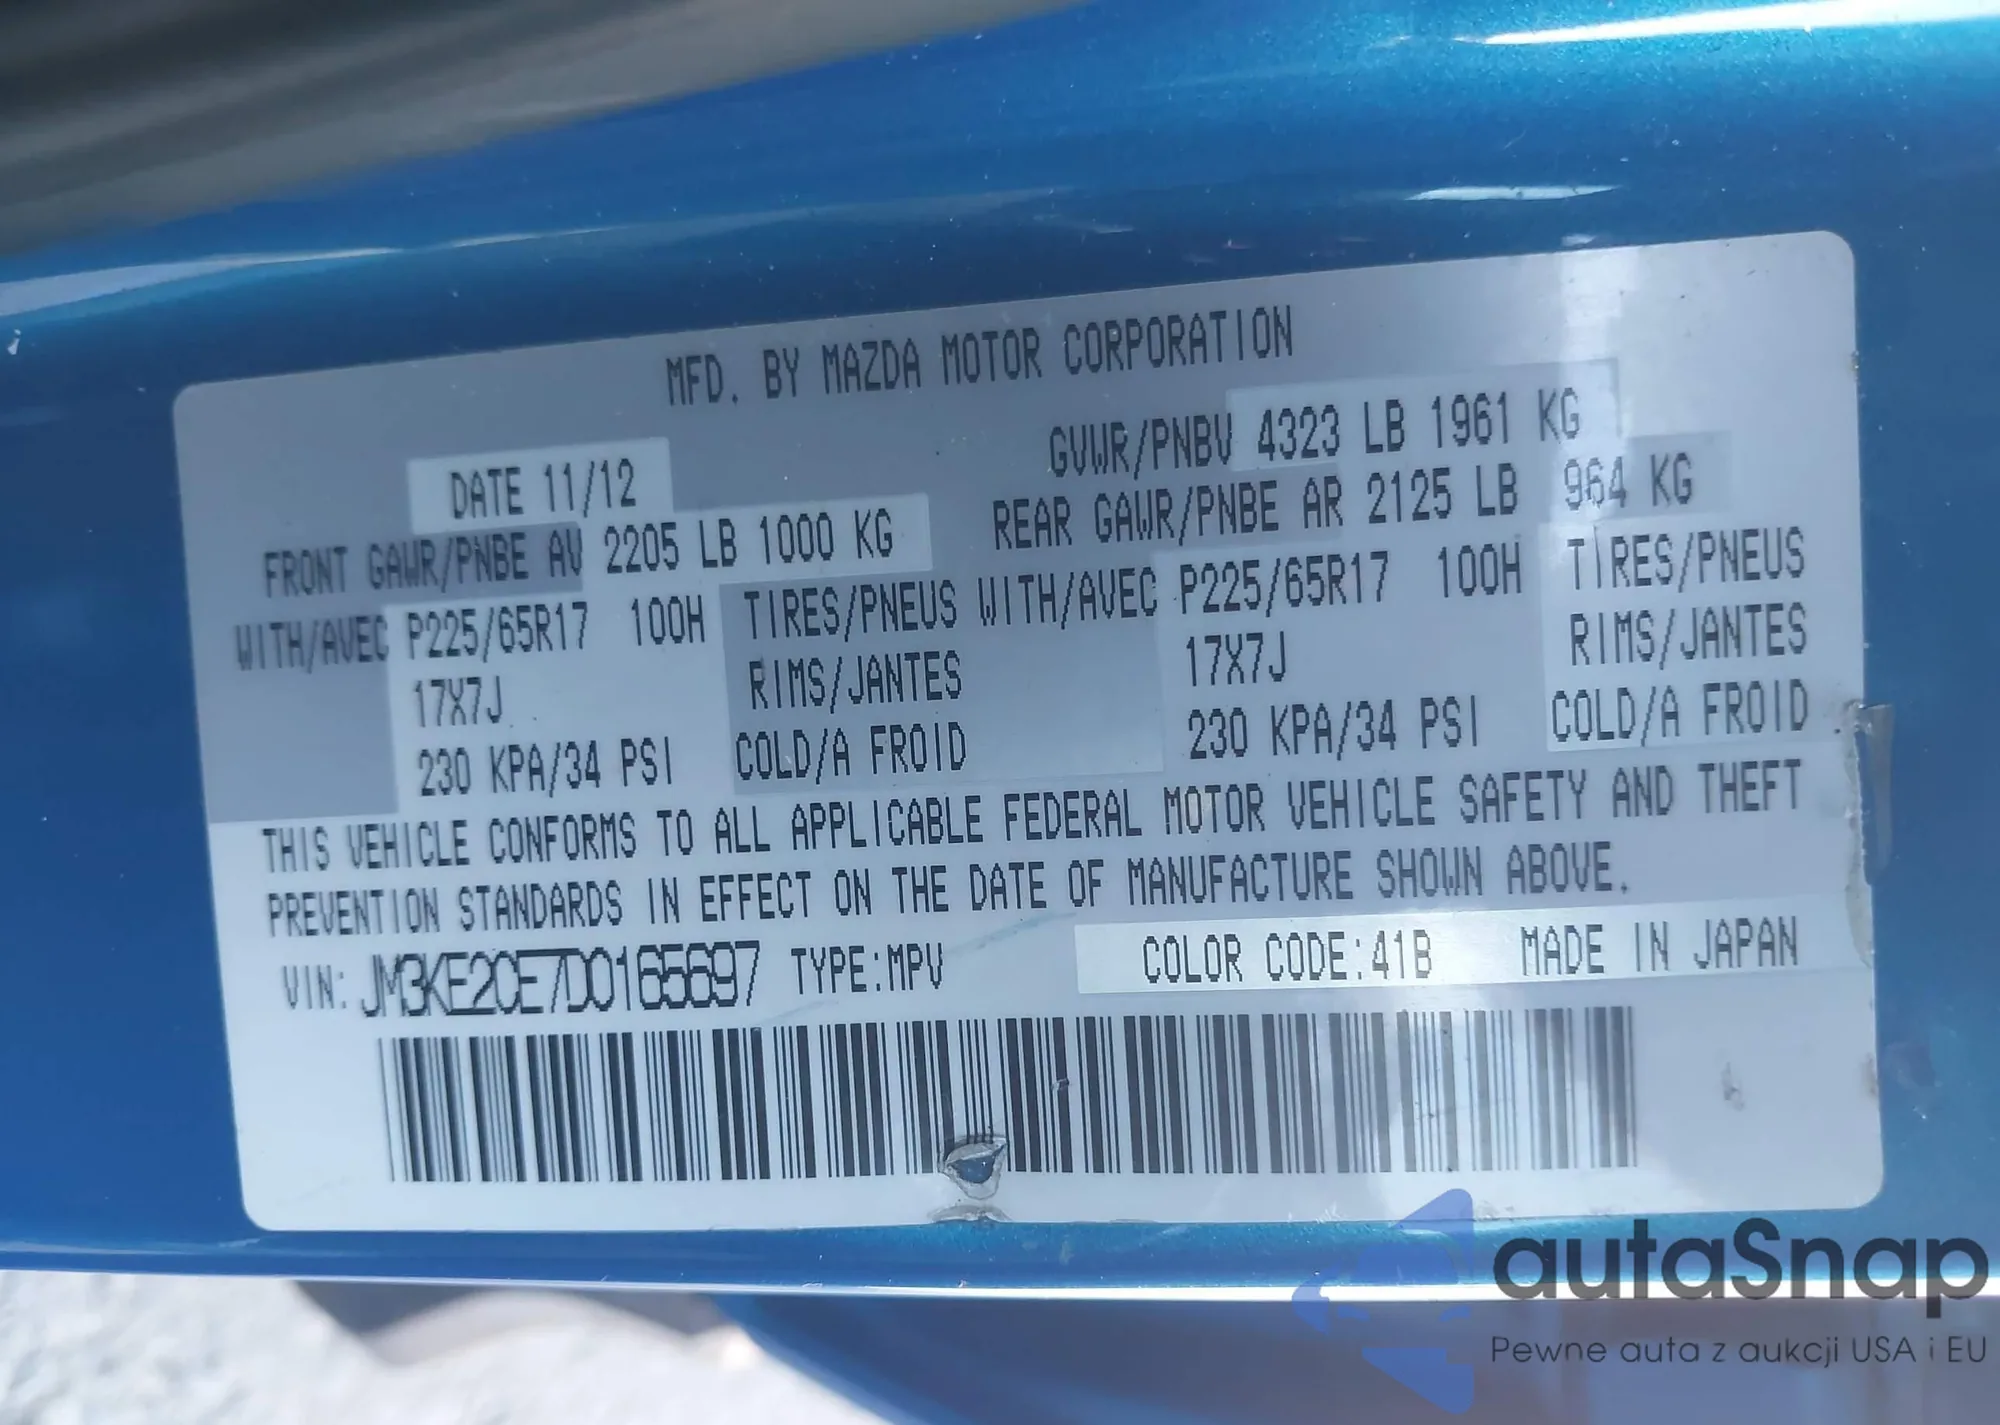 MFD. BY MAZDA MOTOR CORPORATION
DATE 11/12
GVWR/PNBV 4323 LB 1961 KG
FRONT GAWR/PNBE AV 2205 LB 1000 KG
REAR GAWR/PNBE AR 2125 LB 964 KG
WITH/AVEC P225/65R17 100H TIRES/PNEUS
WITH/AVEC P225/65R17 100H TIRES/PNEUS
17X7J RIMS/JANTES
17X7J RIMS/JANTES
230 KPA/34 PSI COLD/A FROID
230 KPA/34 PSI COLD/A FROID
THIS VEHICLE CONFORMS TO ALL APPLICABLE FEDERAL MOTOR VEHICLE SAFETY AND THEFT
PREVENTION STANDARDS IN EFFECT ON THE DATE OF MANUFACTURE SHOWN ABOVE.
VIN: JM3KE2CE7D0165697 TYPE:MPV COLOR CODE:41B MADE IN JAPAN
autaSnap
Pewne auta z aukcji USA i EU